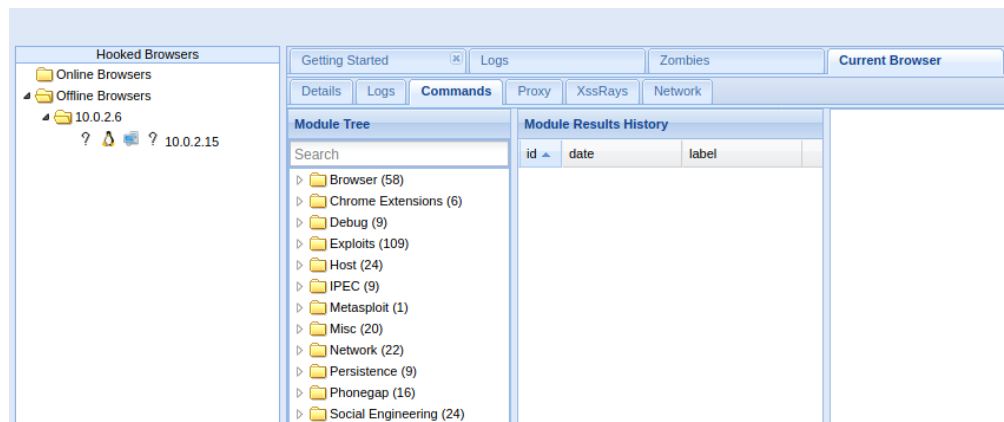 Hooked Browsers
Online Browsers
Offline Browsers
10.0.2.6
? ? 10.0.2.15
Getting Started
Logs
Zombies
Current Browser
Details
Logs
Commands
Proxy
XssRays
Network
Module Tree
Search
Browser (58)
Chrome Extensions (6)
Debug (9)
Exploits (109)
Host (24)
IPEC (9)
Metasploit (1)
Misc (20)
Network (22)
Persistence (9)
Phonegap (16)
Social Engineering (24)
Module Results History
id date label